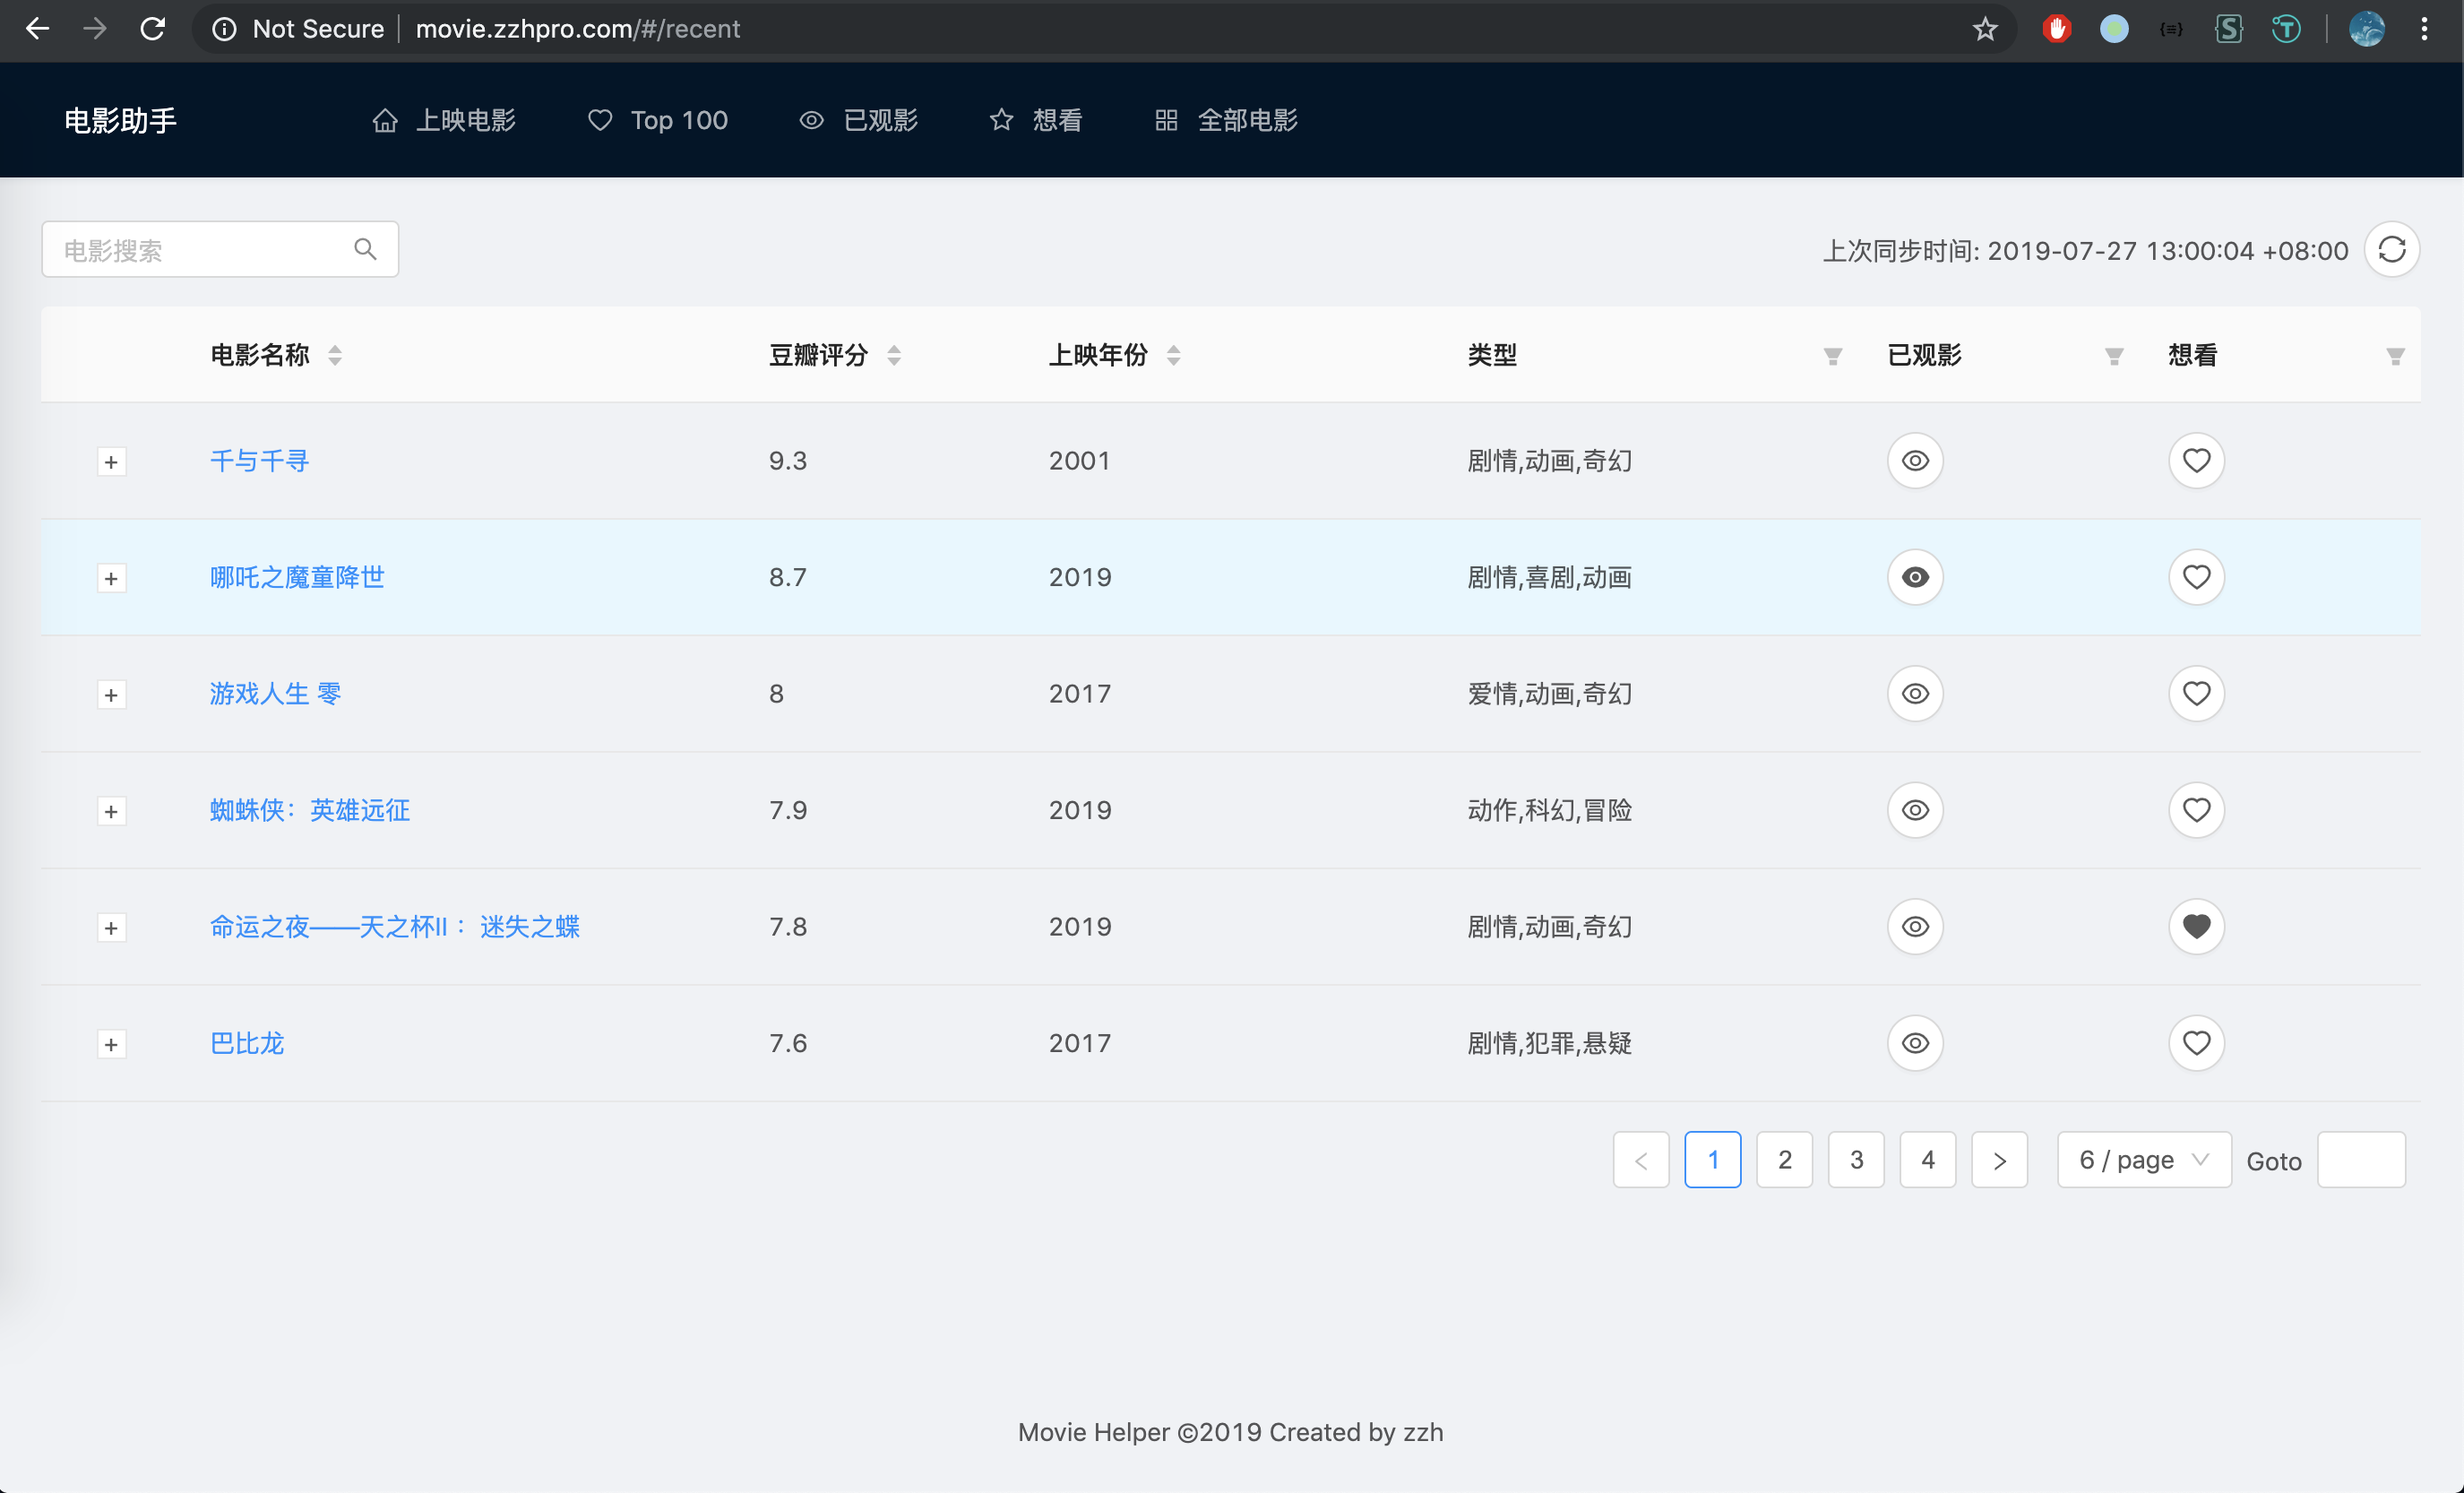 Not Secure movie.zzhpro.com/#/recent
电影助手 上映电影 Top 100 已观影 想看 全部电影
电影搜索 上次同步时间: 2019-07-27 13:00:04 +08:00
电影名称 豆瓣评分 上映年份 类型 已观影 想看
+ 千与千寻 9.3 2001 剧情,动画,奇幻
+ 哪吒之魔童降世 8.7 2019 剧情,喜剧,动画
+ 游戏人生 零 8 2017 爱情,动画,奇幻
+ 蜘蛛侠：英雄远征 7.9 2019 动作,科幻,冒险
+ 命运之夜——天之杯II ：迷失之蝶 7.8 2019 剧情,动画,奇幻
+ 巴比龙 7.6 2017 剧情,犯罪,悬疑
< 1 2 3 4 > 6 / page Goto
Movie Helper ©2019 Created by zzh